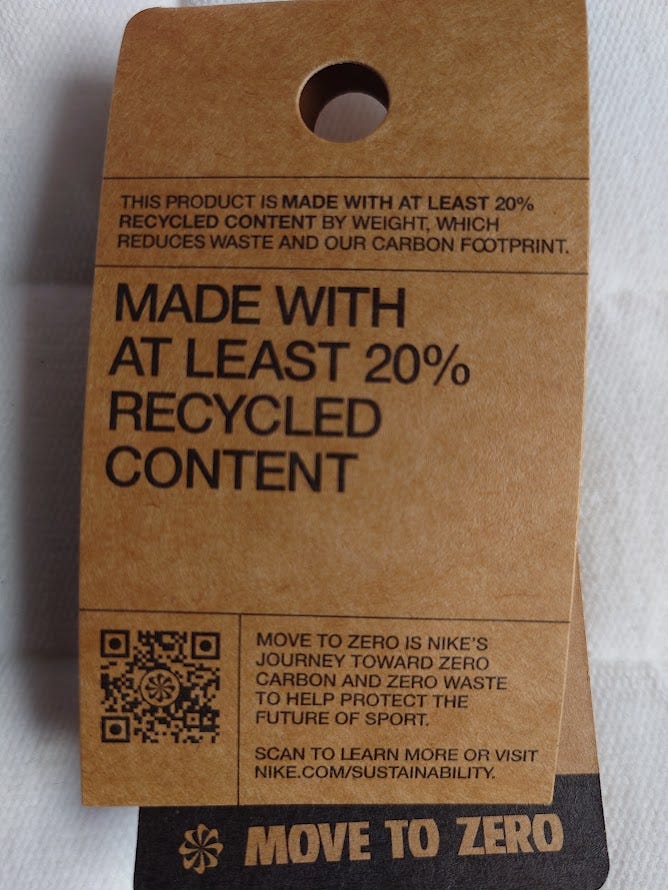 THIS PRODUCT IS MADE WITH AT LEAST 20%
RECYCLED CONTENT BY WEIGHT, WHICH
REDUCES WASTE AND OUR CARBON FOOTPRINT.
MADE WITH
AT LEAST 20%
RECYCLED
CONTENT
MOVE TO ZERO IS NIKE'S
JOURNEY TOWARD ZERO
CARBON AND ZERO WASTE
TO HELP PROTECT THE
FUTURE OF SPORT.
SCAN TO LEARN MORE OR VISIT
NIKE.COM/SUSTAINABILITY.
MOVE TO ZERO